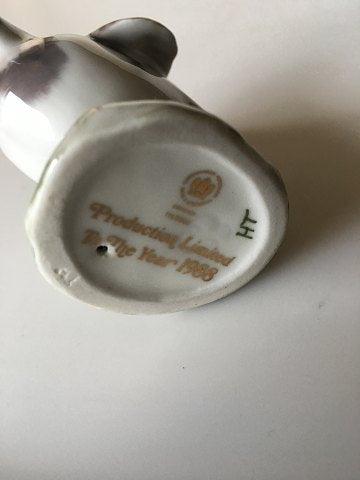 Production Limited
To The Year 1988
HT